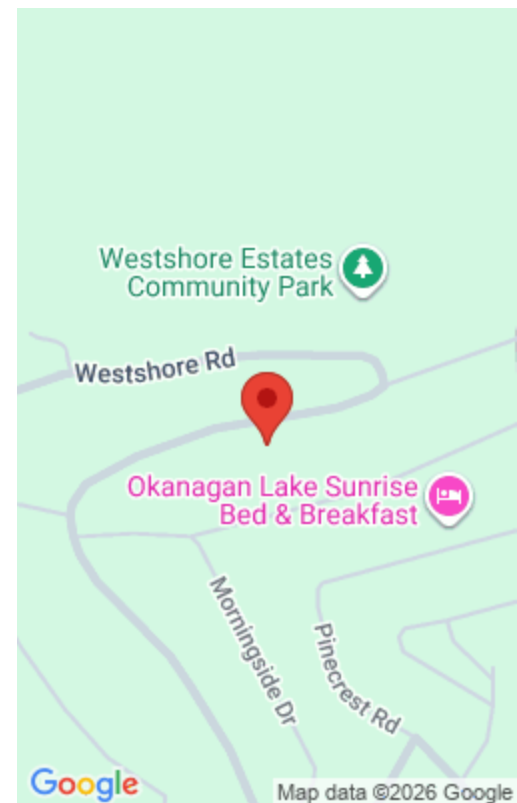 Westshore Estates
Community Park
Westshore Rd
Okanagan Lake Sunrise
Bed & Breakfast
Morningside Dr
Pinecrest Rd
Google
Map data ©2026 Google